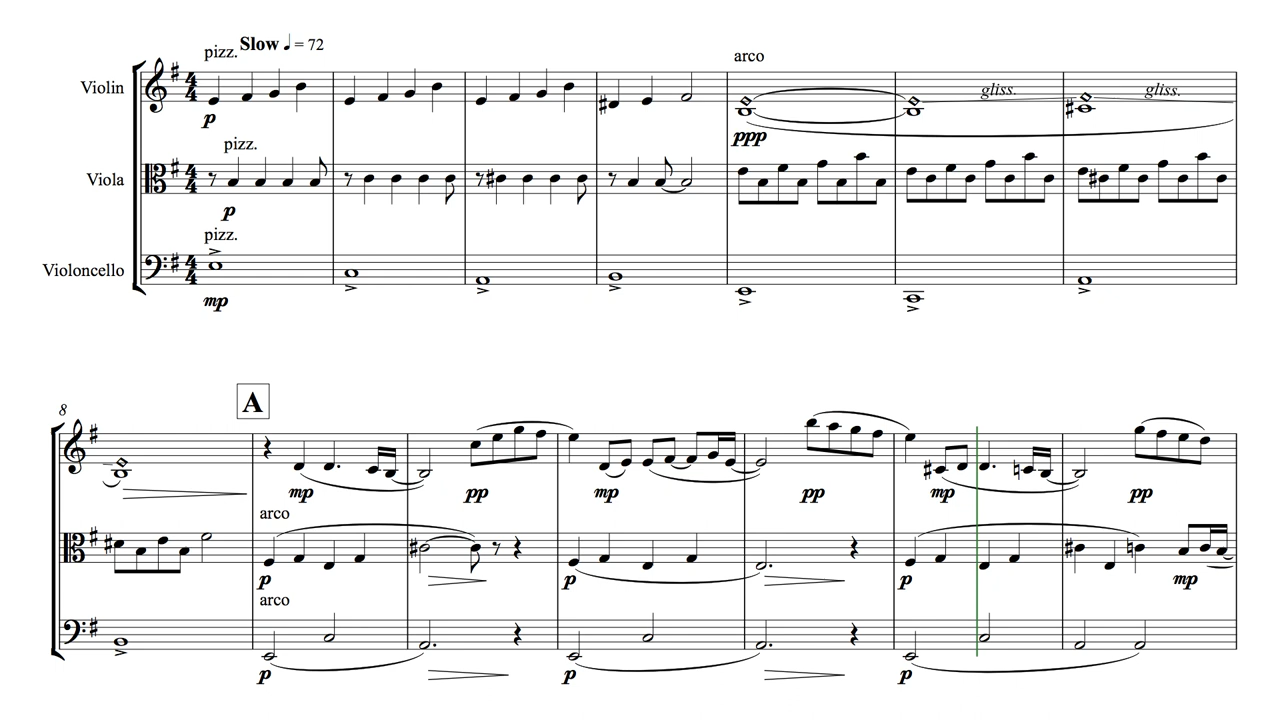 pizz. Slow ♩ = 72
arco
gliss. gliss.
Violin
p
ppp
pizz.
Viola
p
pizz.
Violoncello
mp
8
A
mp pp mp pp mp pp
arco
p p p mp
arco
p p p